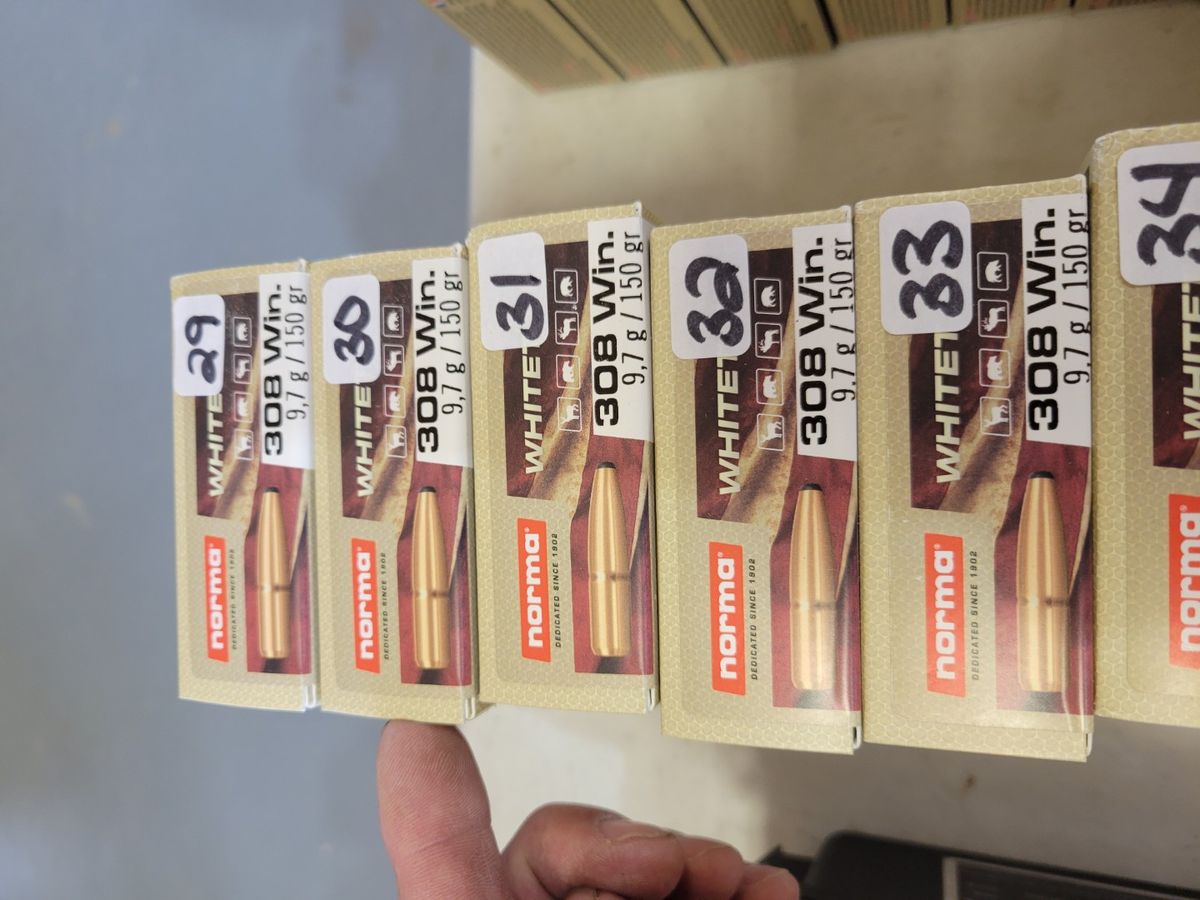 29
WHITE
308 Win.
9,7 g / 150 gr
norma
DEDICATED SINCE 1902
30
WHITE
308 Win.
9,7 g / 150 gr
norma
DEDICATED SINCE 1902
31
WHITE
308 Win.
9,7 g / 150 gr
norma
DEDICATED SINCE 1902
32
WHITET
308 Win.
9,7 g / 150 gr
norma
DEDICATED SINCE 1902
33
WHITET
308 Win.
9,7 g / 150 gr
norma
DEDICATED SINCE 1902
34
WHITE
norma